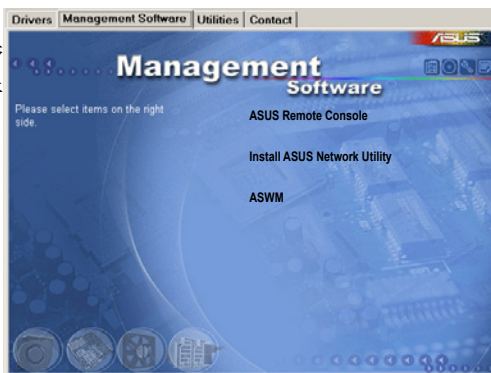 Drivers
Management Software
Utilities
Contact
ASUS
Management
Software
Please select items on the right
side.
ASUS Remote Console
Install ASUS Network Utility
ASWM